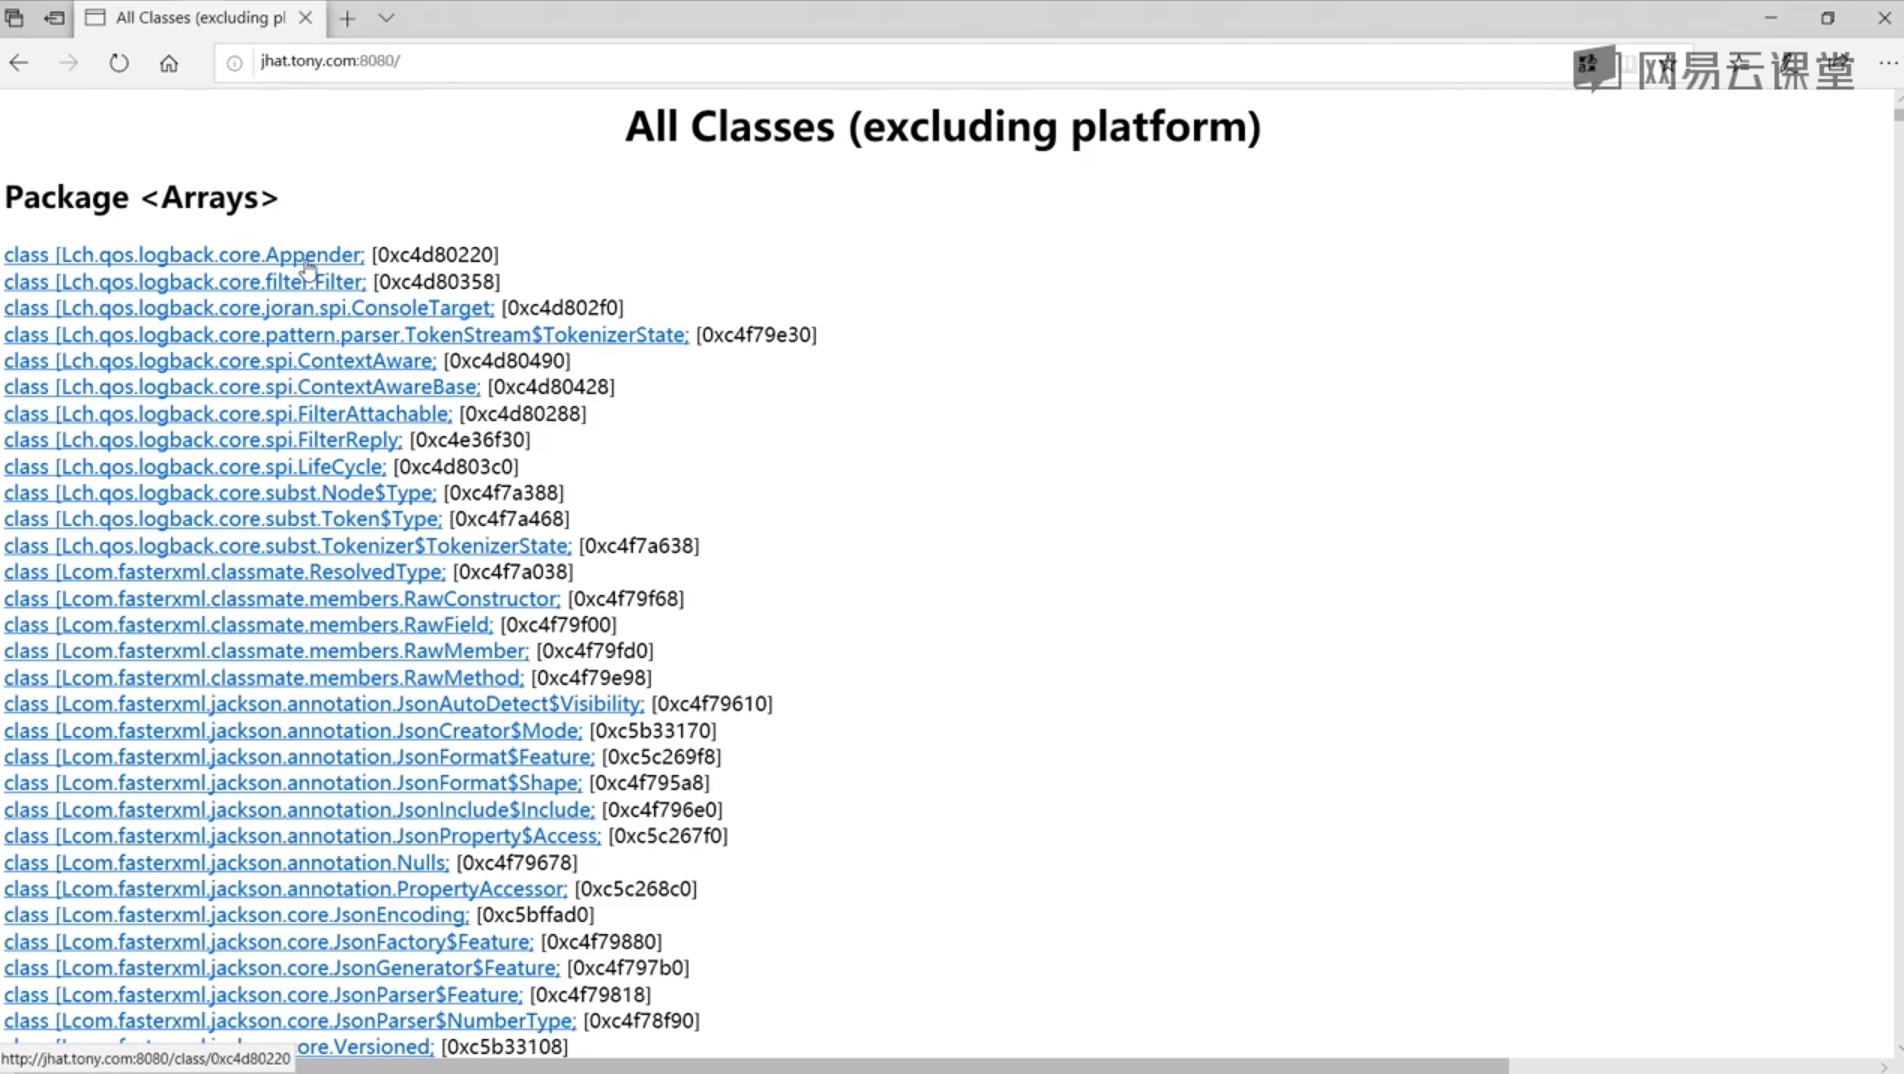 All Classes (excluding pl
jhat.tony.com:8080/
网易云课堂
All Classes (excluding platform)
Package <Arrays>
class [Lch.qos.logback.core.Appender; [0xc4d80220]
class [Lch.qos.logback.core.filter.Filter; [0xc4d80358]
class [Lch.qos.logback.core.joran.spi.ConsoleTarget; [0xc4d802f0]
class [Lch.qos.logback.core.pattern.parser.TokenStream$TokenizerState; [0xc4f79e30]
class [Lch.qos.logback.core.spi.ContextAware; [0xc4d80490]
class [Lch.qos.logback.core.spi.ContextAwareBase; [0xc4d80428]
class [Lch.qos.logback.core.spi.FilterAttachable; [0xc4d80288]
class [Lch.qos.logback.core.spi.FilterReply; [0xc4e36f30]
class [Lch.qos.logback.core.spi.LifeCycle; [0xc4d803c0]
class [Lch.qos.logback.core.subst.Node$Type; [0xc4f7a388]
class [Lch.qos.logback.core.subst.Token$Type; [0xc4f7a468]
class [Lch.qos.logback.core.subst.Tokenizer$TokenizerState; [0xc4f7a638]
class [Lcom.fasterxml.classmate.ResolvedType; [0xc4f7a038]
class [Lcom.fasterxml.classmate.members.RawConstructor; [0xc4f79f68]
class [Lcom.fasterxml.classmate.members.RawField; [0xc4f79f00]
class [Lcom.fasterxml.classmate.members.RawMember; [0xc4f79fd0]
class [Lcom.fasterxml.classmate.members.RawMethod; [0xc4f79e98]
class [Lcom.fasterxml.jackson.annotation.JsonAutoDetect$Visibility; [0xc4f79610]
class [Lcom.fasterxml.jackson.annotation.JsonCreator$Mode; [0xc5b33170]
class [Lcom.fasterxml.jackson.annotation.JsonFormat$Feature; [0xc5c269f8]
class [Lcom.fasterxml.jackson.annotation.JsonFormat$Shape; [0xc4f795a8]
class [Lcom.fasterxml.jackson.annotation.JsonInclude$Include; [0xc4f796e0]
class [Lcom.fasterxml.jackson.annotation.JsonProperty$Access; [0xc5c267f0]
class [Lcom.fasterxml.jackson.annotation.Nulls; [0xc4f79678]
class [Lcom.fasterxml.jackson.annotation.PropertyAccessor; [0xc5c268c0]
class [Lcom.fasterxml.jackson.core.JsonEncoding; [0xc5bffad0]
class [Lcom.fasterxml.jackson.core.JsonFactory$Feature; [0xc4f79880]
class [Lcom.fasterxml.jackson.core.JsonGenerator$Feature; [0xc4f797b0]
class [Lcom.fasterxml.jackson.core.JsonParser$Feature; [0xc4f79818]
class [Lcom.fasterxml.jackson.core.JsonParser$NumberType; [0xc4f78f90]
ore.Versioned; [0xc5b33108]
http://jhat.tony.com:8080/class/0xc4d80220